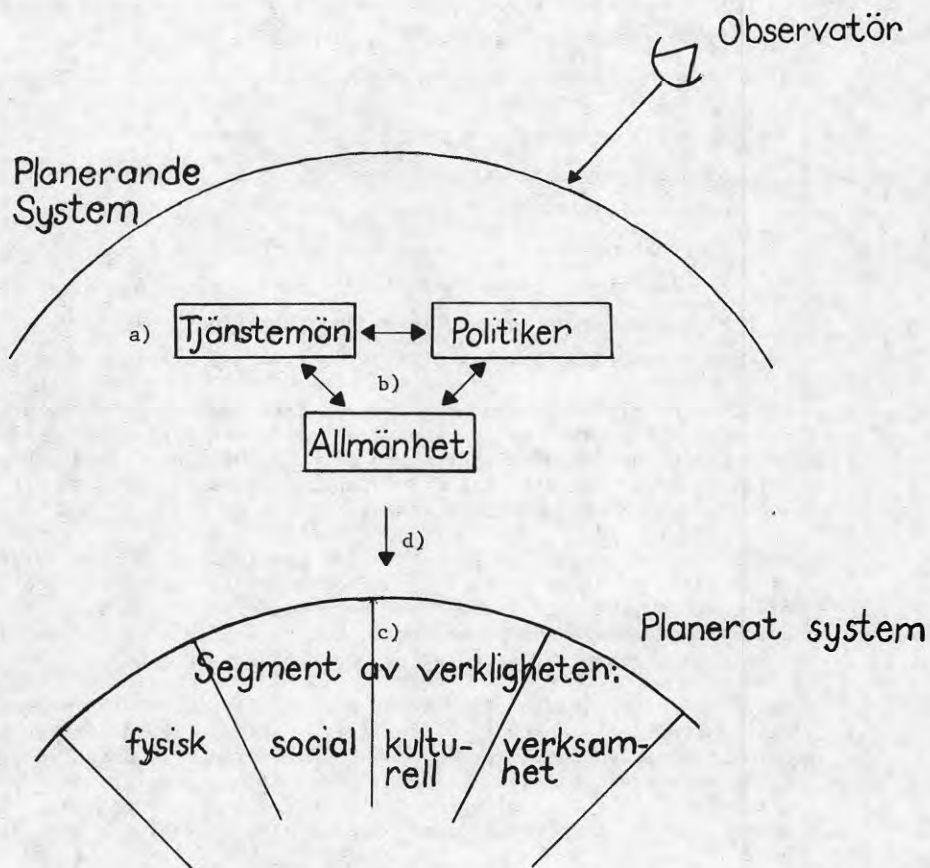 Observatör
Planerande
System
a) Tjänstemän Politiker
b)
Allmänhet
d)
Planerat system
c)
Segment av verkligheten:
fysisk social kultu- verksam-
rell het